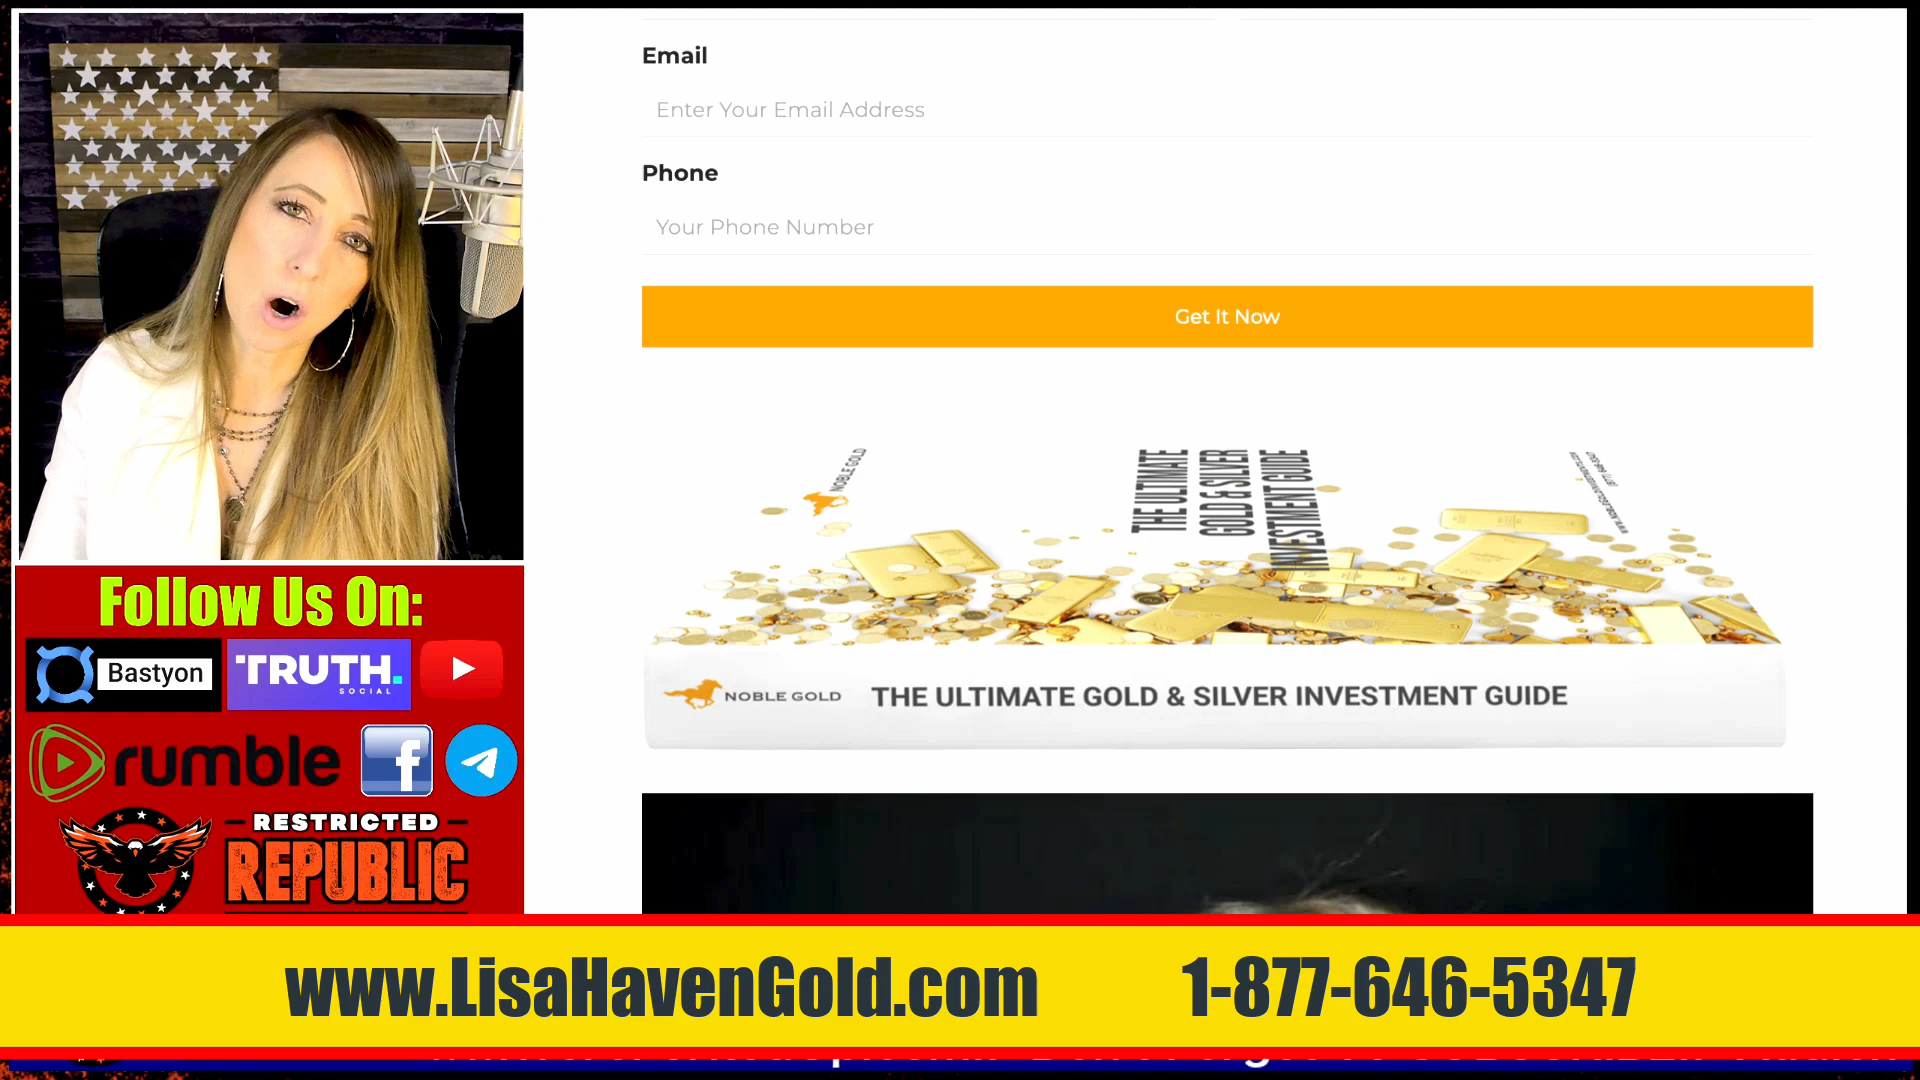 Email
Enter Your Email Address
Phone
Your Phone Number
Get It Now
NOBLE GOLD
THE ULTIMATE
GOLD & SILVER
INVESTMENT GUIDE
NOBLE GOLD
THE ULTIMATE GOLD & SILVER INVESTMENT GUIDE
Follow Us On:
Bastyon
TRUTH.
SOCIAL
rumble
f
RESTRICTED
REPUBLIC
www.LisaHavenGold.com
1-877-646-5347